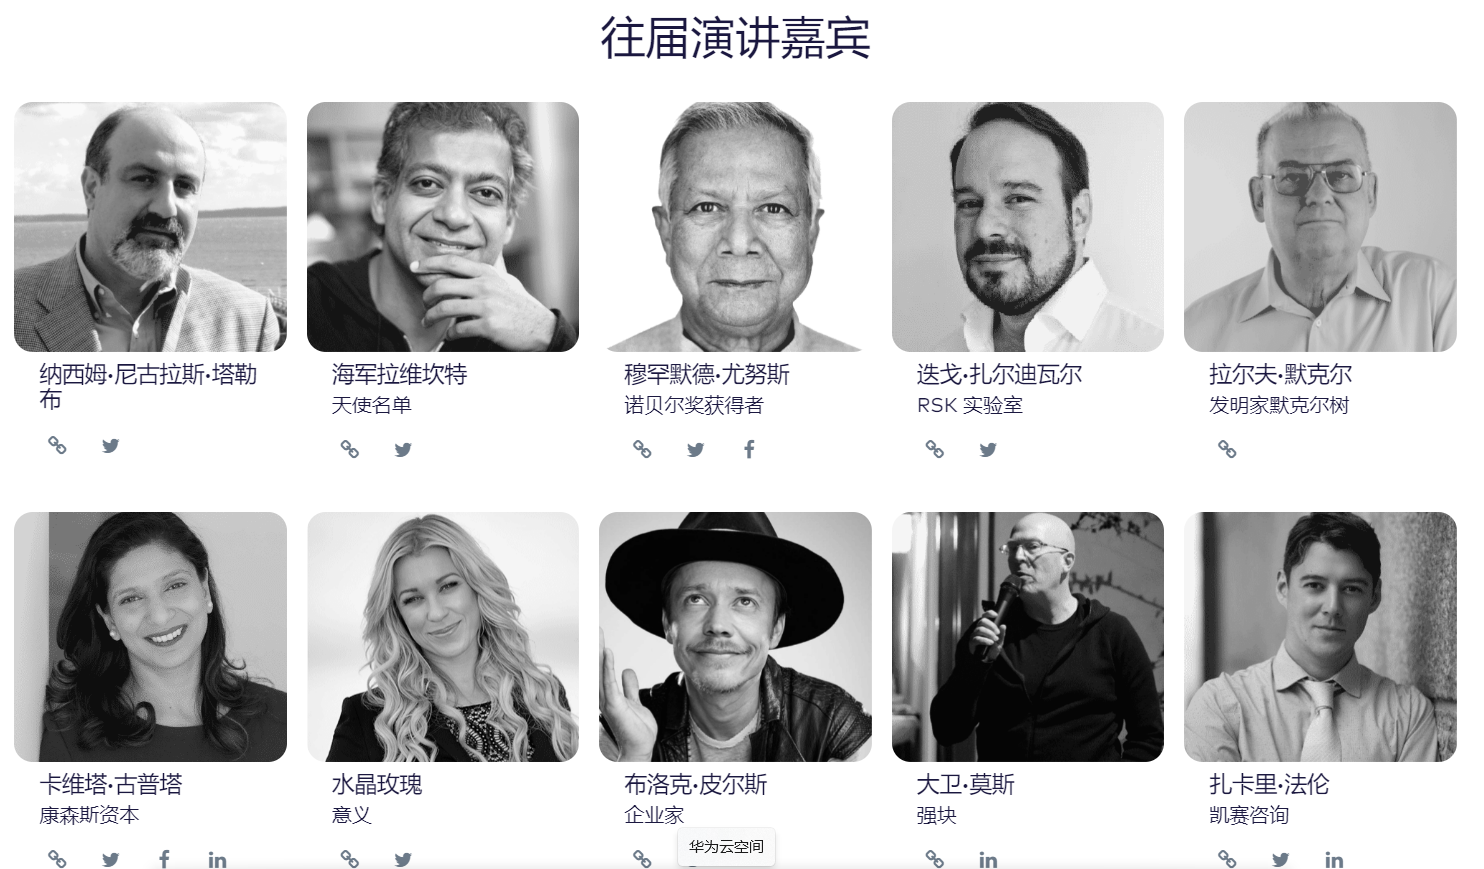 往届演讲嘉宾
纳西姆·尼古拉斯·塔勒
布
海军拉维坎特
天使名单
穆罕默德·尤努斯
诺贝尔奖获得者
迭戈·扎尔迪瓦尔
RSK 实验室
拉尔夫·默克尔
发明家默克尔树
卡维塔·古普塔
康森斯资本
水晶玫瑰
意义
布洛克·皮尔斯
企业家
大卫·莫斯
强块
扎卡里·法伦
凯赛咨询
华为云空间